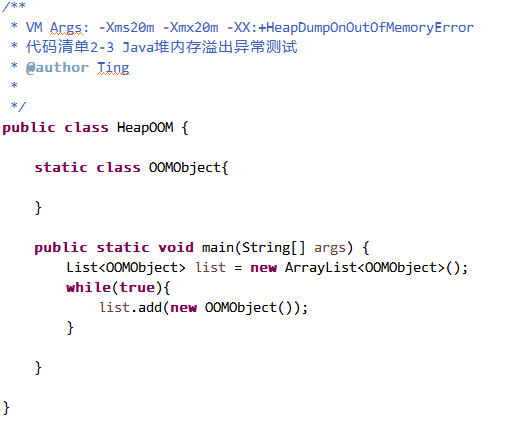 /**
 * VM Args: -Xms20m -Xmx20m -XX:+HeapDumpOnOutOfMemoryError
 * 代码清单2-3 Java堆内存溢出异常测试
 * @author Ting
 *
 */
public class HeapOOM {
    static class OOMObject{
    }
    public static void main(String[] args) {
        List<OOMObject> list = new ArrayList<OOMObject>();
        while(true){
            list.add(new OOMObject());
        }
    }
}